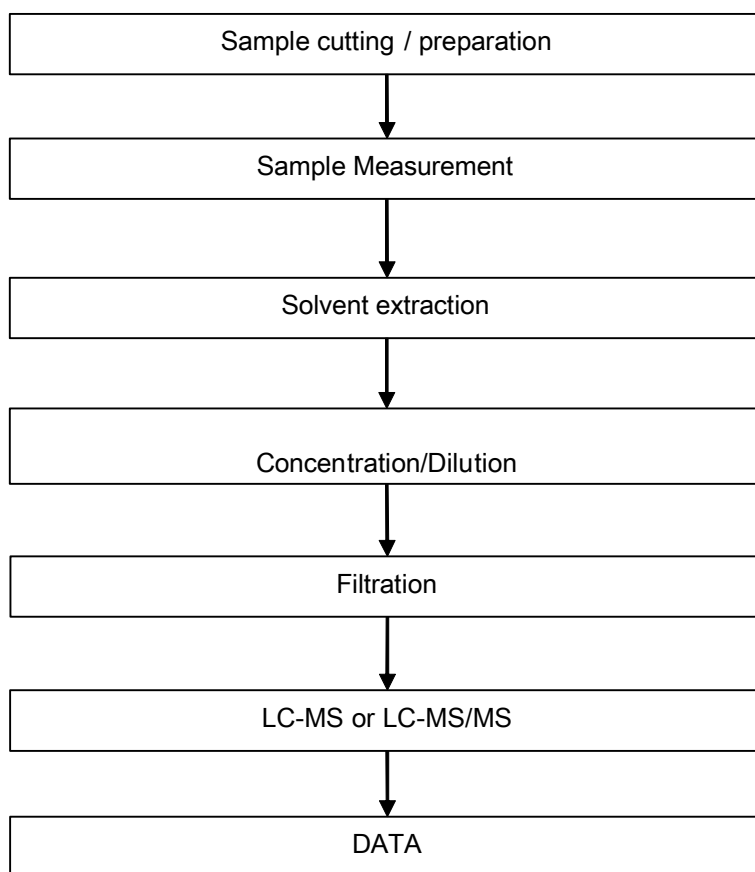 Sample cutting / preparation
Sample Measurement
Solvent extraction
Concentration/Dilution
Filtration
LC-MS or LC-MS/MS
DATA